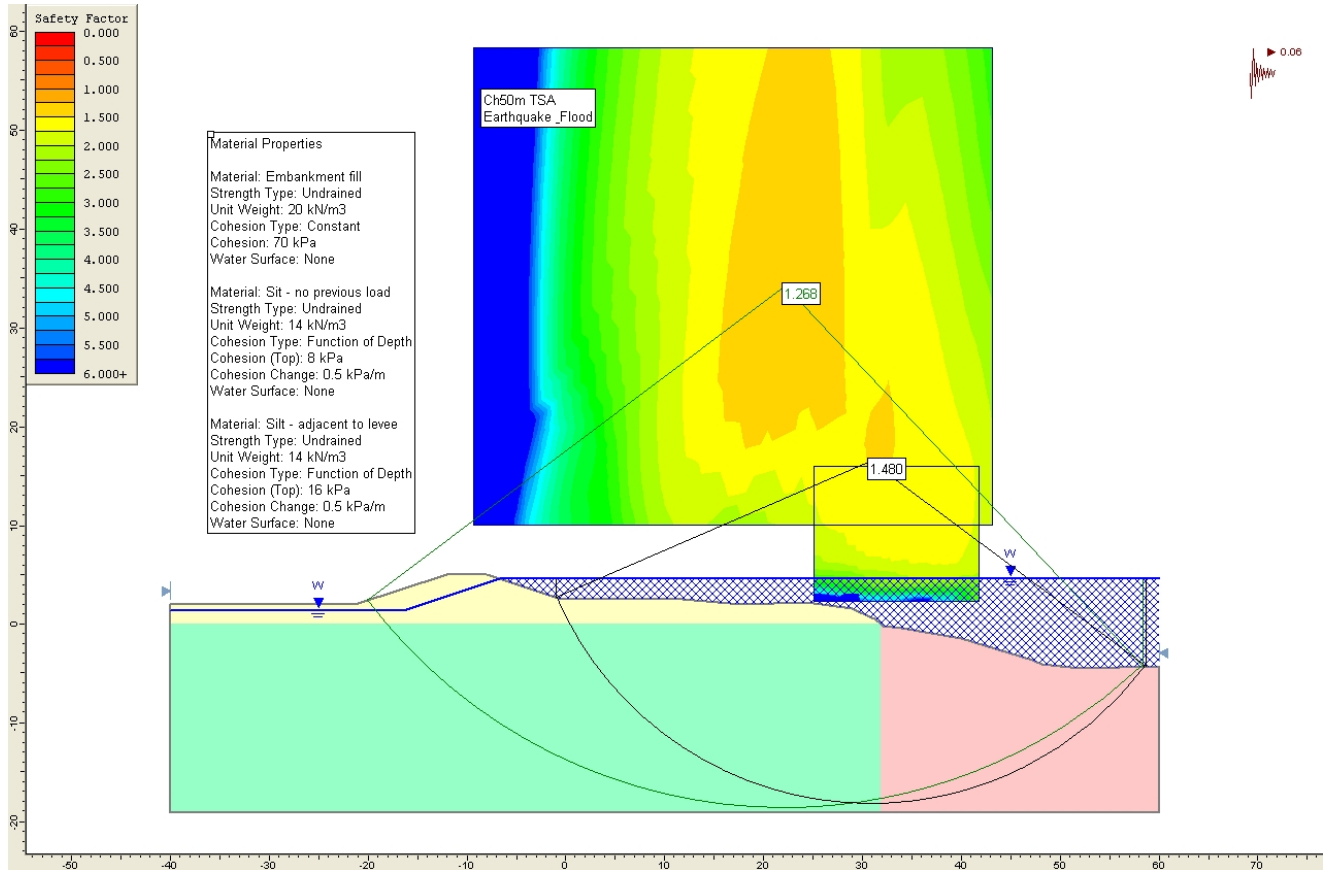 Safety Factor
0.000
0.500
1.000
1.500
2.000
2.500
3.000
3.500
4.000
4.500
5.000
5.500
6.000+
0.06
Ch50m TSA
Earthquake _Flood
Material Properties
Material: Embankment fill
Strength Type: Undrained
Unit Weight: 20 kN/m3
Cohesion Type: Constant
Cohesion: 70 kPa
Water Surface: None
Material: Sit - no previous load
Strength Type: Undrained
Unit Weight: 14 kN/m3
Cohesion Type: Function of Depth
Cohesion (Top): 8 kPa
Cohesion Change: 0.5 kPa/m
Water Surface: None
Material: Silt - adjacent to levee
Strength Type: Undrained
Unit Weight: 14 kN/m3
Cohesion Type: Function of Depth
Cohesion (Top): 16 kPa
Cohesion Change: 0.5 kPa/m
Water Surface: None
1.268
1.480
W
W
60
50
40
30
20
10
0
-10
-20
-50
-40
-30
-20
-10
0
10
20
30
40
50
60
70